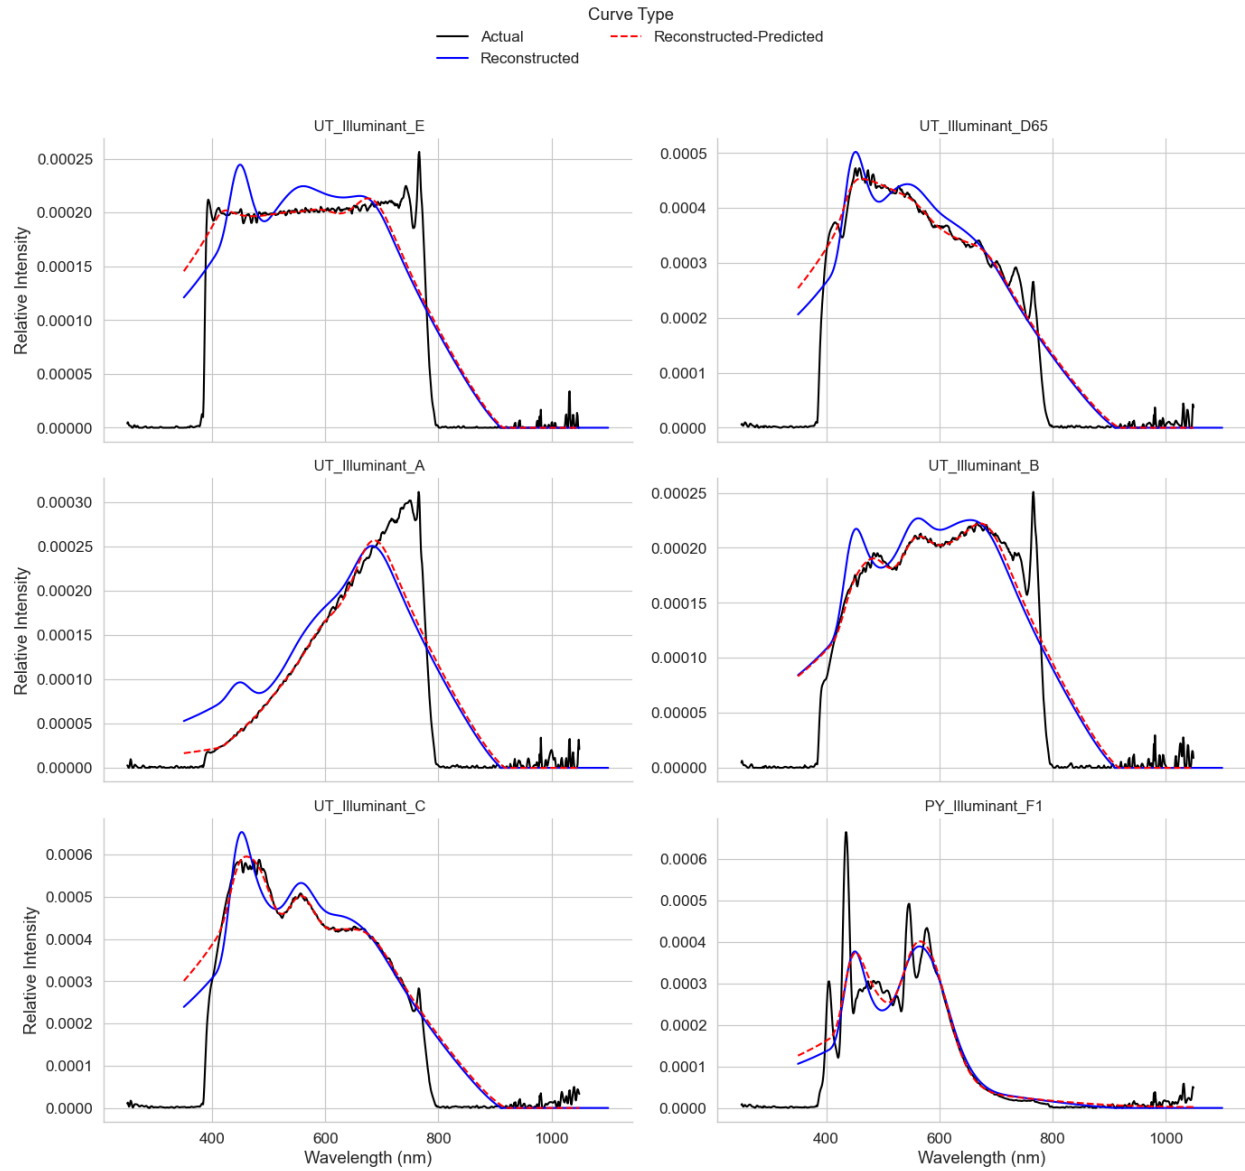 Curve Type
Actual
Reconstructed-Predicted
Reconstructed
UT_Illuminant_E
0.00025
0.00020
0.00015
0.00010
0.00005
0.00000
Relative Intensity
UT_Illuminant_D65
0.0005
0.0004
0.0003
0.0002
0.0001
0.0000
UT_Illuminant_A
0.00030
0.00025
0.00020
0.00015
0.00010
0.00005
0.00000
Relative Intensity
UT_Illuminant_B
0.00025
0.00020
0.00015
0.00010
0.00005
0.00000
UT_Illuminant_C
0.0006
0.0005
0.0004
0.0003
0.0002
0.0001
0.0000
Relative Intensity
400 600 800 1000
Wavelength (nm)
PY_Illuminant_F1
0.0006
0.0005
0.0004
0.0003
0.0002
0.0001
0.0000
400 600 800 1000
Wavelength (nm)